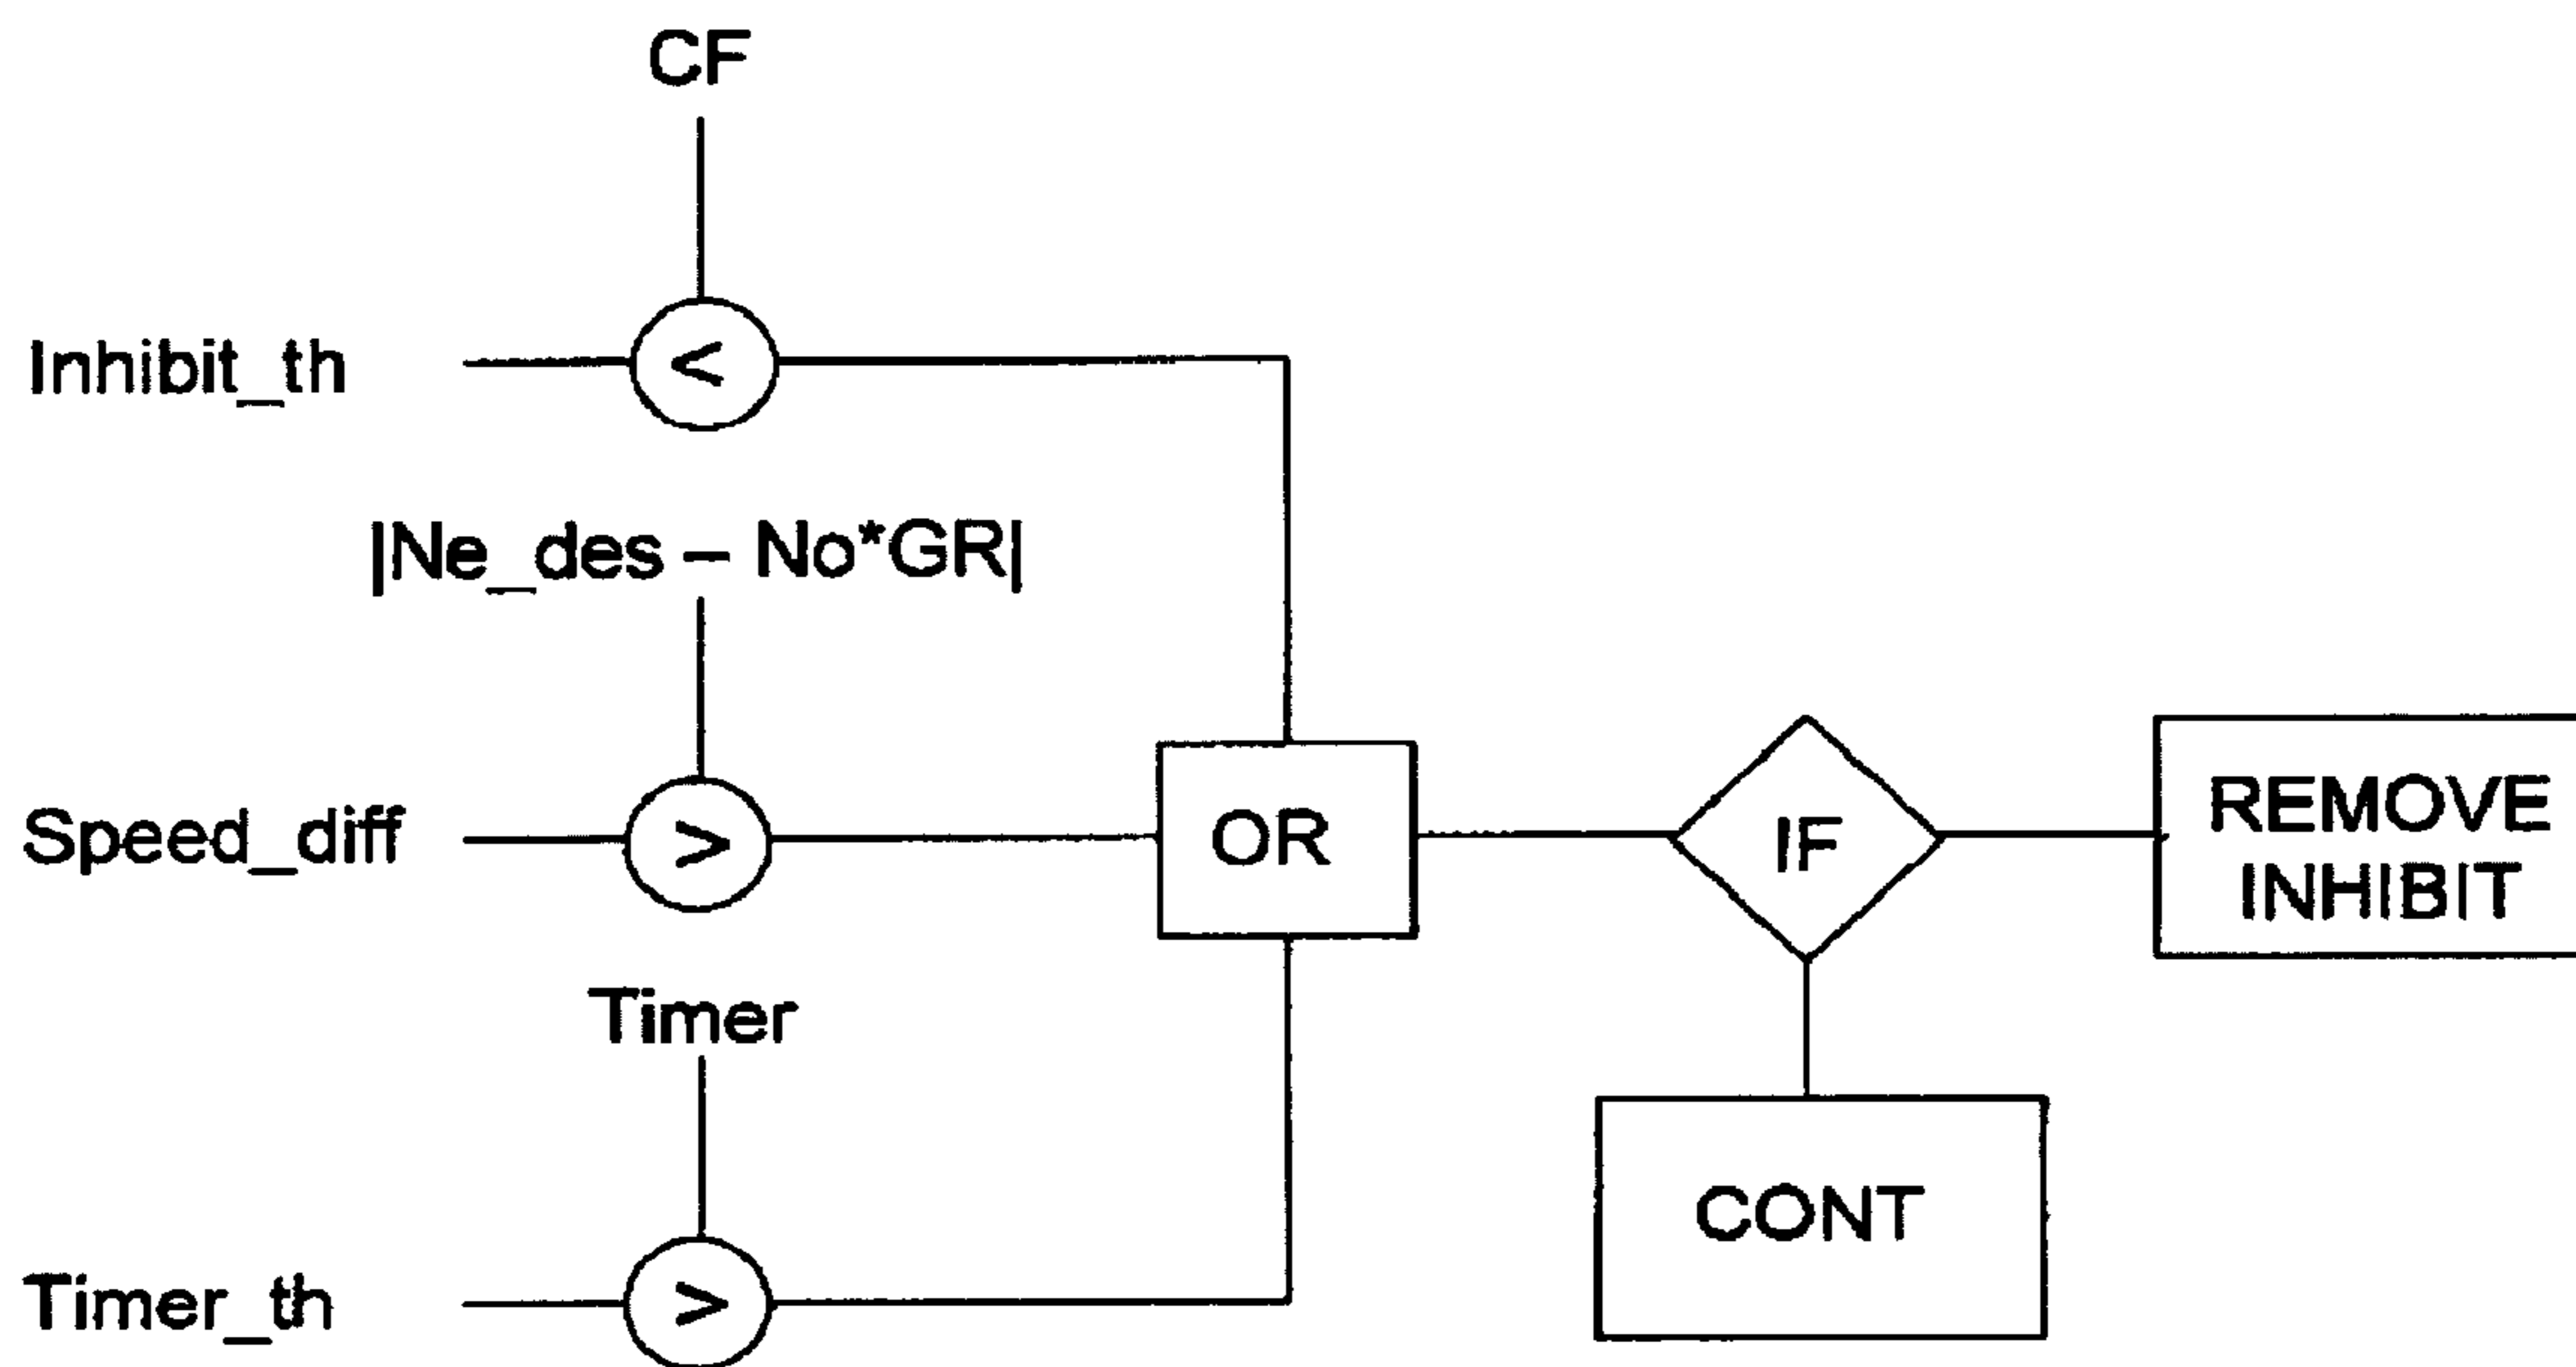 CF
Inhibit_th
<
|Ne_des – No*GR|
Speed_diff
>
OR
IF
REMOVE
INHIBIT
Timer
CONT
Timer_th
>